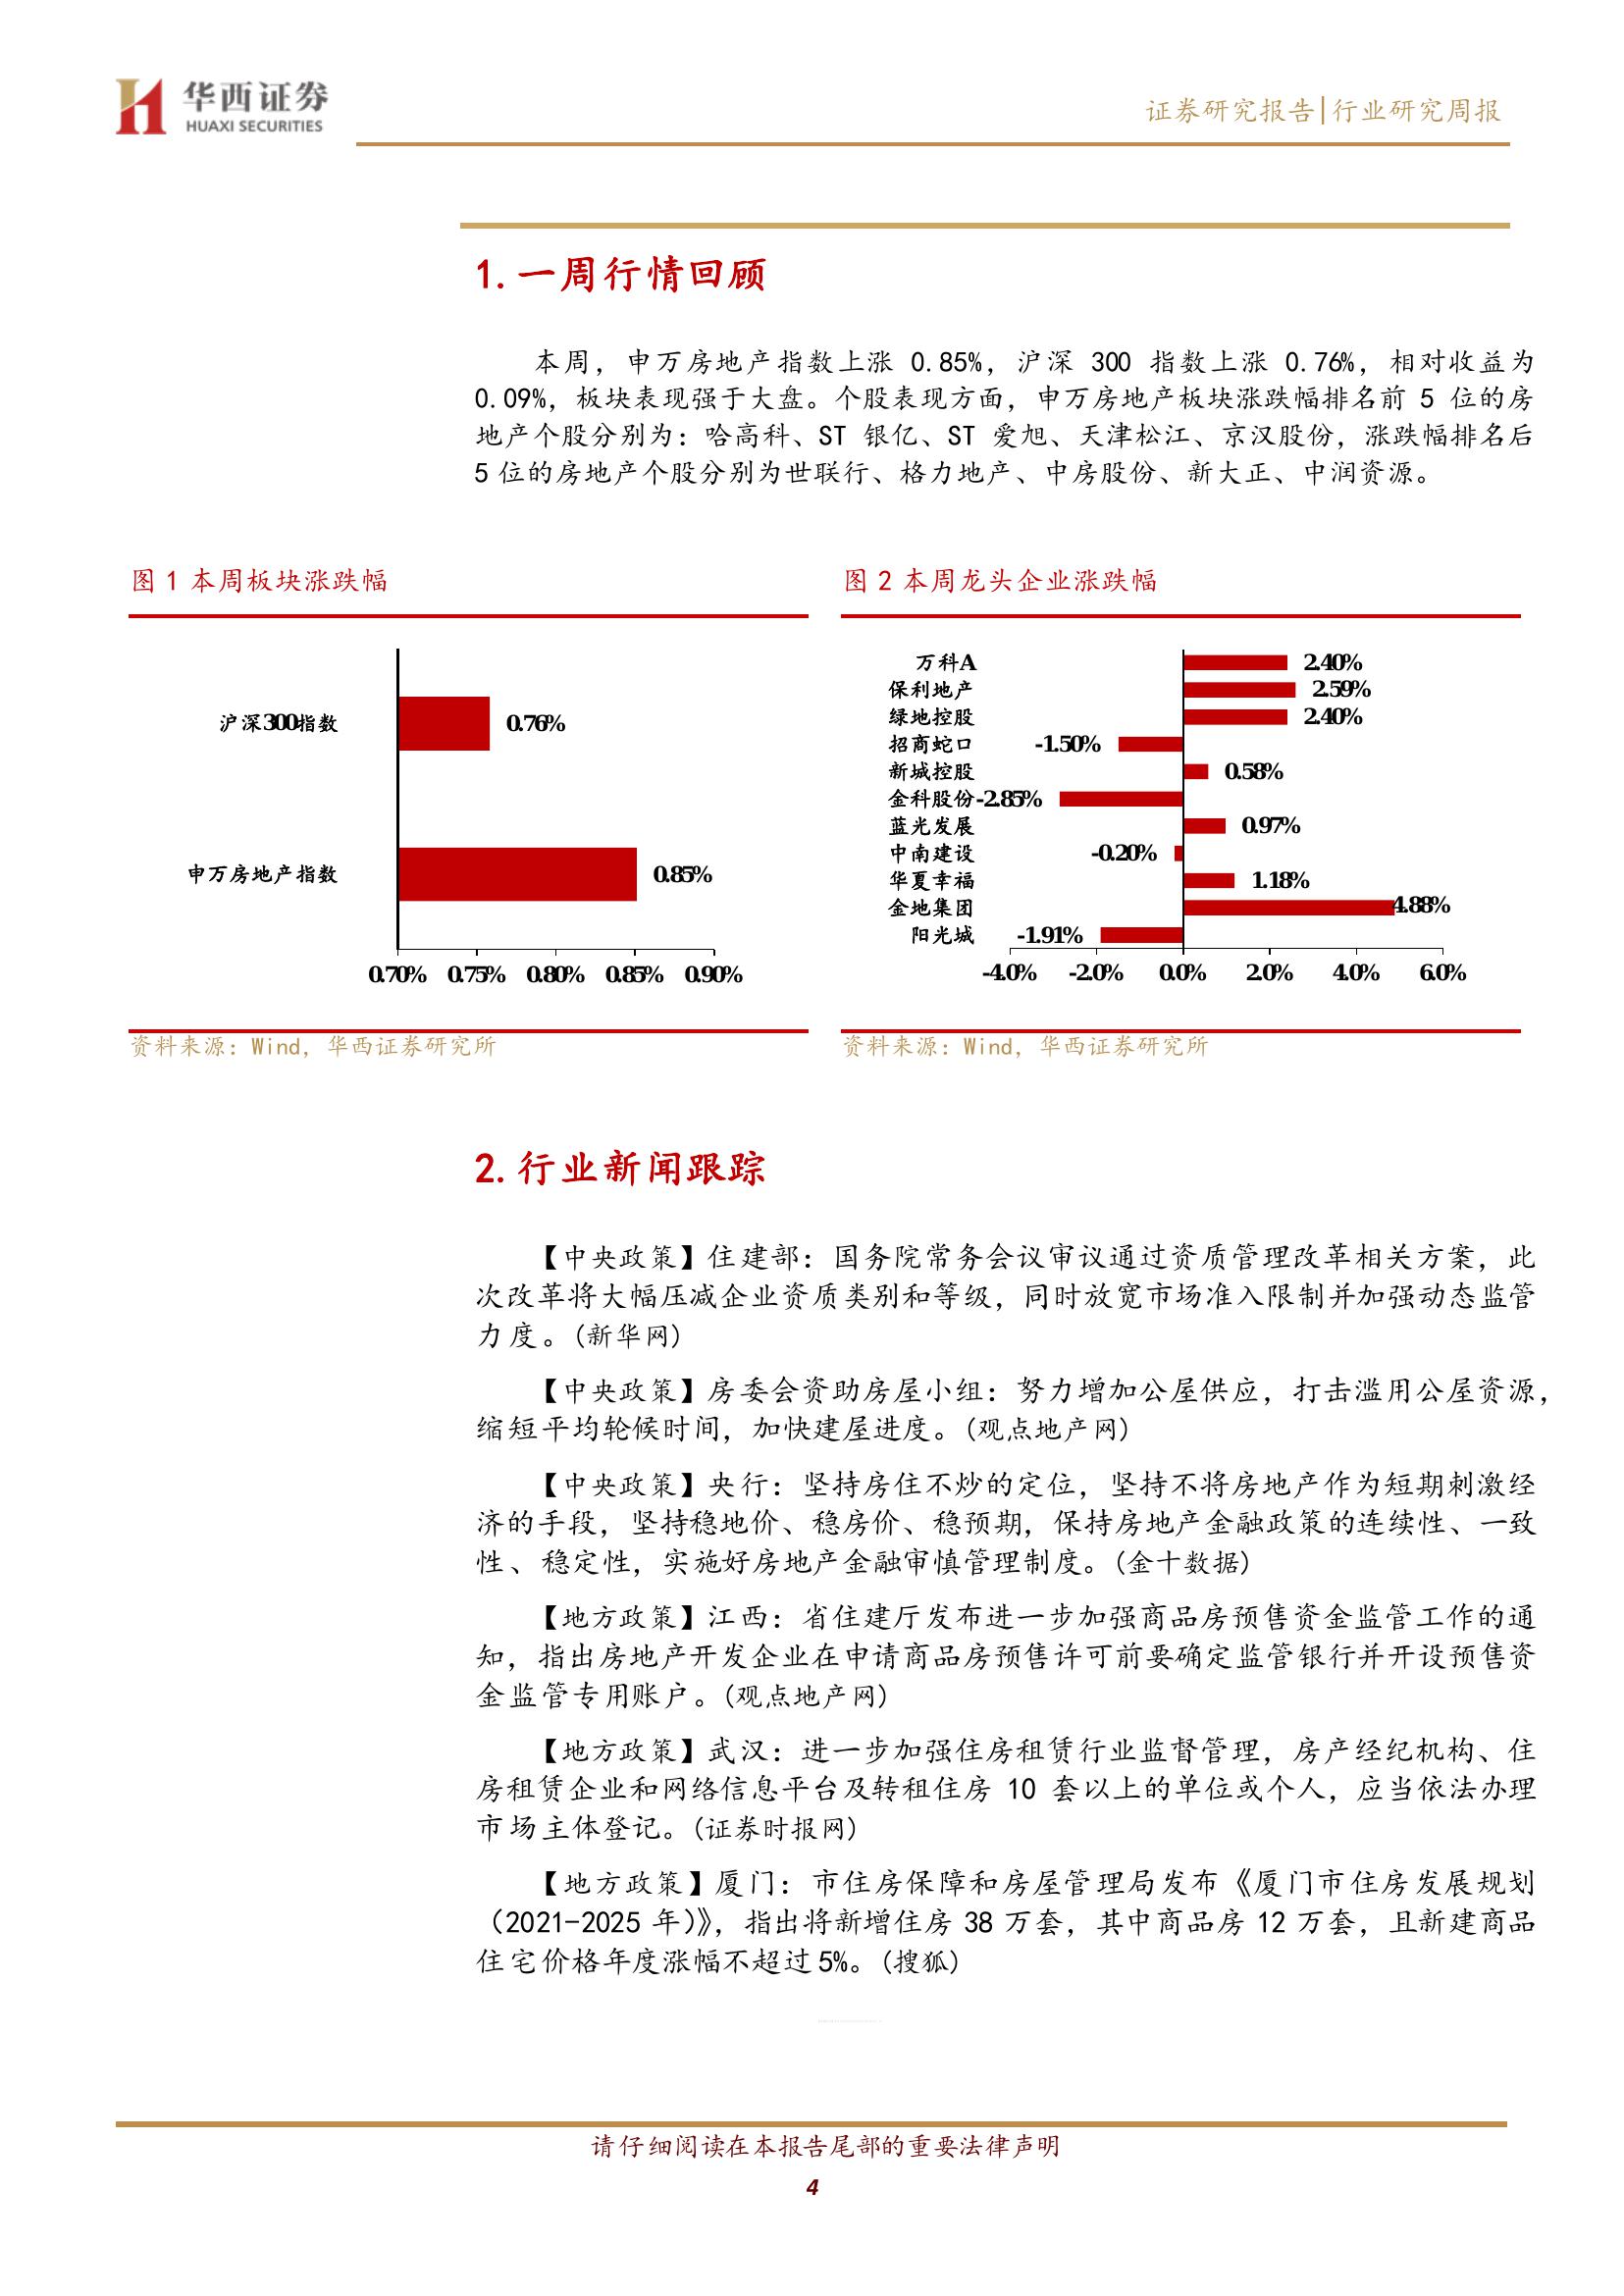 华西证券
HUAXI SECURITIES
证券研究报告|行业研究周报
1. 一周行情回顾
本周，申万房地产指数上涨 0.85%，沪深 300 指数上涨 0.76%，相对收益为
0.09%，板块表现强于大盘。个股表现方面，申万房地产板块涨跌幅排名前 5 位的房
地产个股分别为：哈高科、ST 银亿、ST 爱旭、天津松江、京汉股份，涨跌幅排名后
5 位的房地产个股分别为世联行、格力地产、中房股份、新大正、中润资源。
图 1 本周板块涨跌幅
沪深300指数 0.76%
申万房地产指数 0.85%
0.70% 0.75% 0.80% 0.85% 0.90%
资料来源：Wind，华西证券研究所
图 2 本周龙头企业涨跌幅
万科A 2.40%
保利地产 2.59%
绿地控股 2.40%
招商蛇口 -1.50%
新城控股 0.58%
金科股份 -2.85%
蓝光发展 0.97%
中南建设 -0.20%
华夏幸福 1.18%
金地集团 4.88%
阳光城 -1.91%
-4.0% -2.0% 0.0% 2.0% 4.0% 6.0%
资料来源：Wind，华西证券研究所
2. 行业新闻跟踪
【中央政策】住建部：国务院常务会议审议通过资质管理改革相关方案，此
次改革将大幅压减企业资质类别和等级，同时放宽市场准入限制并加强动态监管
力度。(新华网)
【中央政策】房委会资助房屋小组：努力增加公屋供应，打击滥用公屋资源，
缩短平均轮候时间，加快建屋进度。(观点地产网)
【中央政策】央行：坚持房住不炒的定位，坚持不将房地产作为短期刺激经
济的手段，坚持稳地价、稳房价、稳预期，保持房地产金融政策的连续性、一致
性、稳定性，实施好房地产金融审慎管理制度。(金十数据)
【地方政策】江西：省住建厅发布进一步加强商品房预售资金监管工作的通
知，指出房地产开发企业在申请商品房预售许可前要确定监管银行并开设预售资
金监管专用账户。(观点地产网)
【地方政策】武汉：进一步加强住房租赁行业监督管理，房产经纪机构、住
房租赁企业和网络信息平台及转租住房 10 套以上的单位或个人，应当依法办理
市场主体登记。(证券时报网)
【地方政策】厦门：市住房保障和房屋管理局发布《厦门市住房发展规划
（2021-2025 年)》，指出将新增住房 38 万套，其中商品房 12 万套，且新建商品
住宅价格年度涨幅不超过 5%。(搜狐)
请仔细阅读在本报告尾部的重要法律声明
4